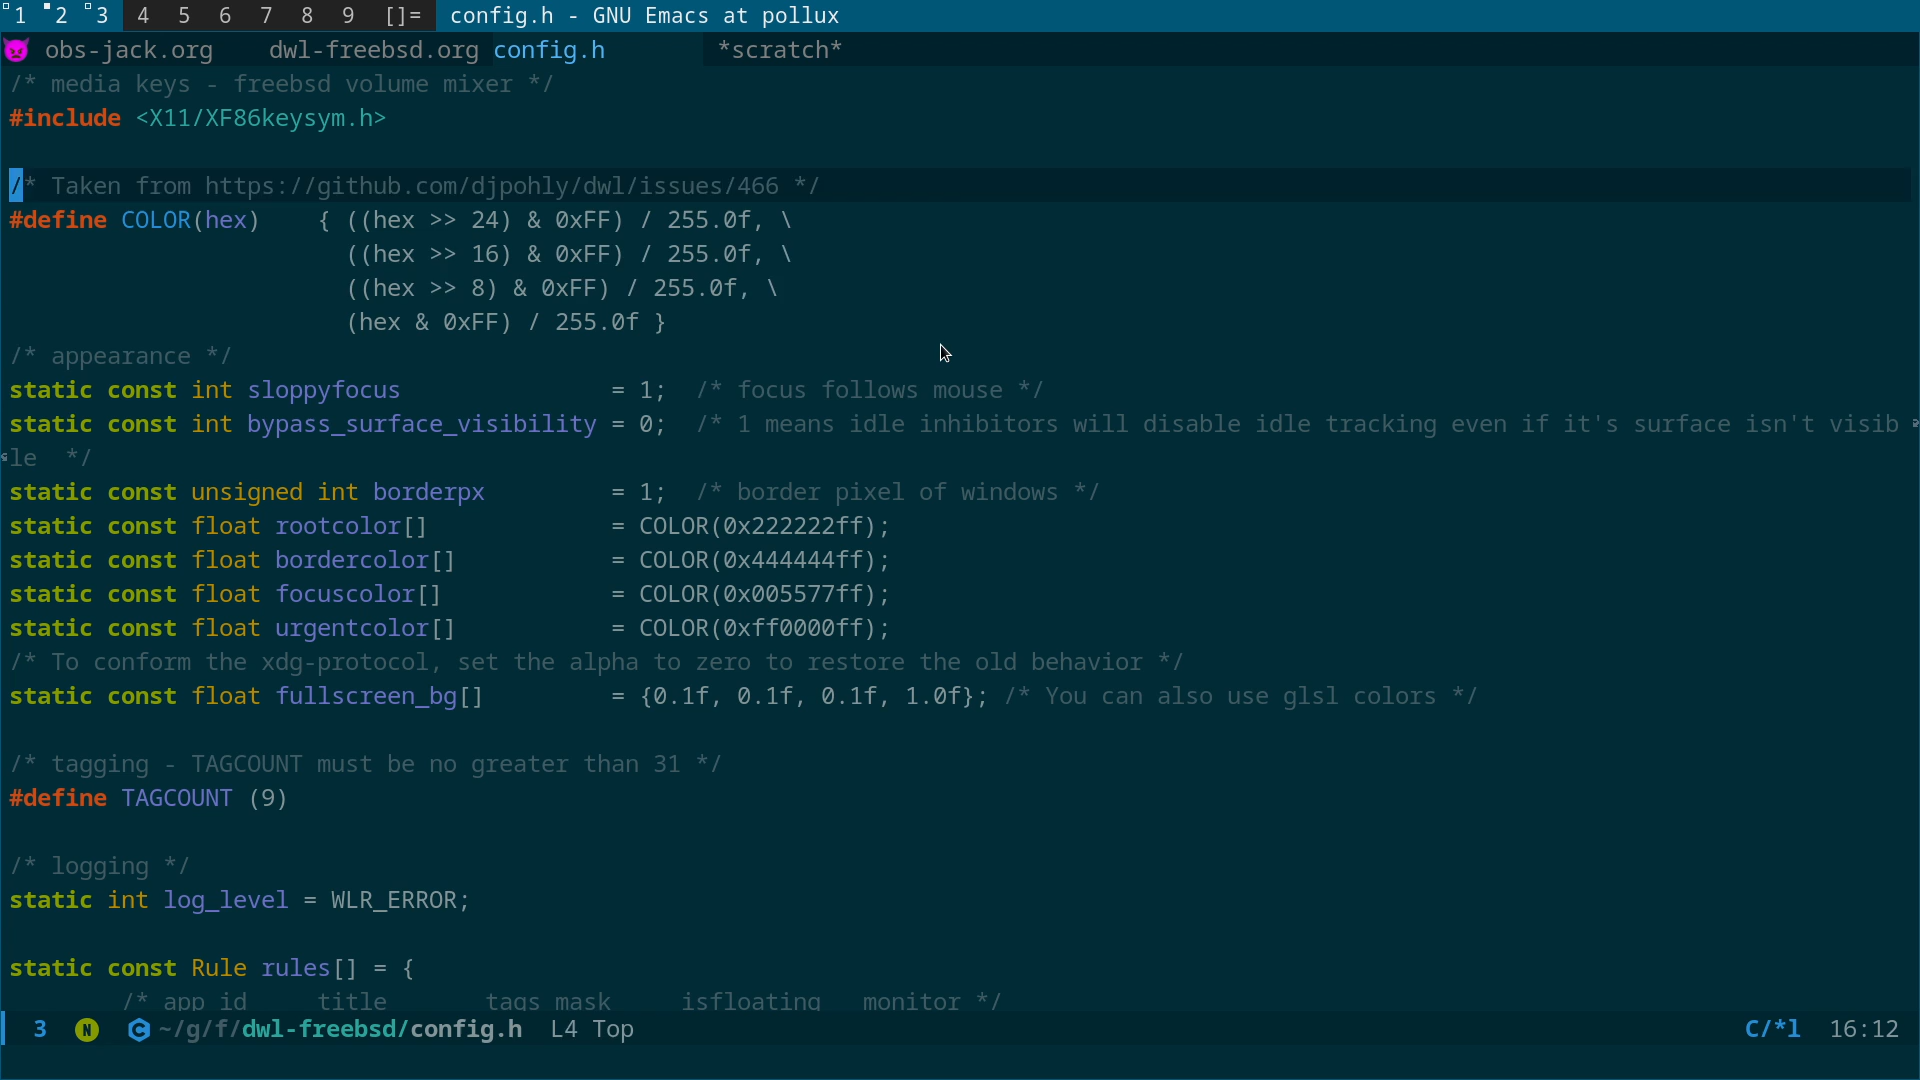 1 2 3 4 5 6 7 8 9 []= config.h - GNU Emacs at pollux
obs-jack.org dwl-freebsd.org config.h *scratch*
/* media keys - freebsd volume mixer */
#include <X11/XF86keysym.h>
/* Taken from https://github.com/djpohly/dwl/issues/466 */
#define COLOR(hex)    { ((hex >> 24) & 0xFF) / 255.0f, \
                        ((hex >> 16) & 0xFF) / 255.0f, \
                        ((hex >> 8) & 0xFF) / 255.0f, \
                        (hex & 0xFF) / 255.0f }
/* appearance */
static const int sloppyfocus               = 1;  /* focus follows mouse */
static const int bypass_surface_visibility = 0;  /* 1 means idle inhibitors will disable idle tracking even if it's surface isn't visib
le  */
static const unsigned int borderpx         = 1;  /* border pixel of windows */
static const float rootcolor[]             = COLOR(0x222222ff);
static const float bordercolor[]           = COLOR(0x444444ff);
static const float focuscolor[]            = COLOR(0x005577ff);
static const float urgentcolor[]           = COLOR(0xff0000ff);
/* To conform the xdg-protocol, set the alpha to zero to restore the old behavior */
static const float fullscreen_bg[]         = {0.1f, 0.1f, 0.1f, 1.0f}; /* You can also use glsl colors */
/* tagging - TAGCOUNT must be no greater than 31 */
#define TAGCOUNT (9)
/* logging */
static int log_level = WLR_ERROR;
static const Rule rules[] = {
        /* app_id     title       tags mask     isfloating   monitor */
3 N C ~/g/f/dwl-freebsd/config.h L4 Top C/*l 16:12